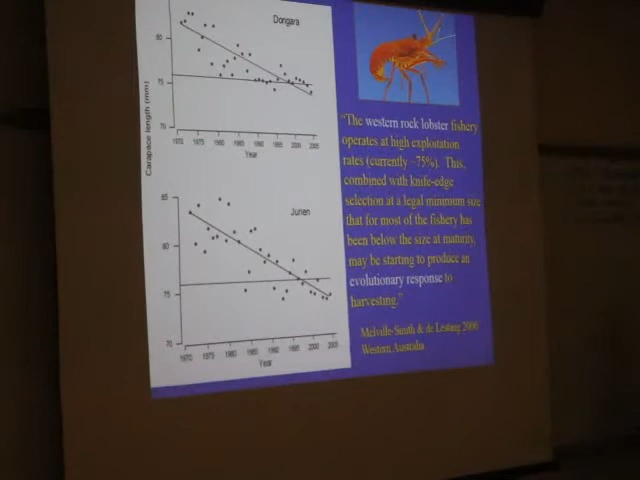 Dongara
80
75
70
1970 1975 1980 1985 1990 1995 2000 2005
Year
Carapace length (mm)
85
Jurien
80
75
70
1970 1975 1980 1985 1990 1995 2000 2005
Year
"The western rock lobster fishery
operates at high exploitation
rates (currently ~75%). This,
combined with knife-edge
selection at a legal minimum size
that for most of the fishery has
been below the size at maturity,
may be starting to produce an
evolutionary response to
harvesting."
Melville-Smith & de Lestang 2006
Western Australia